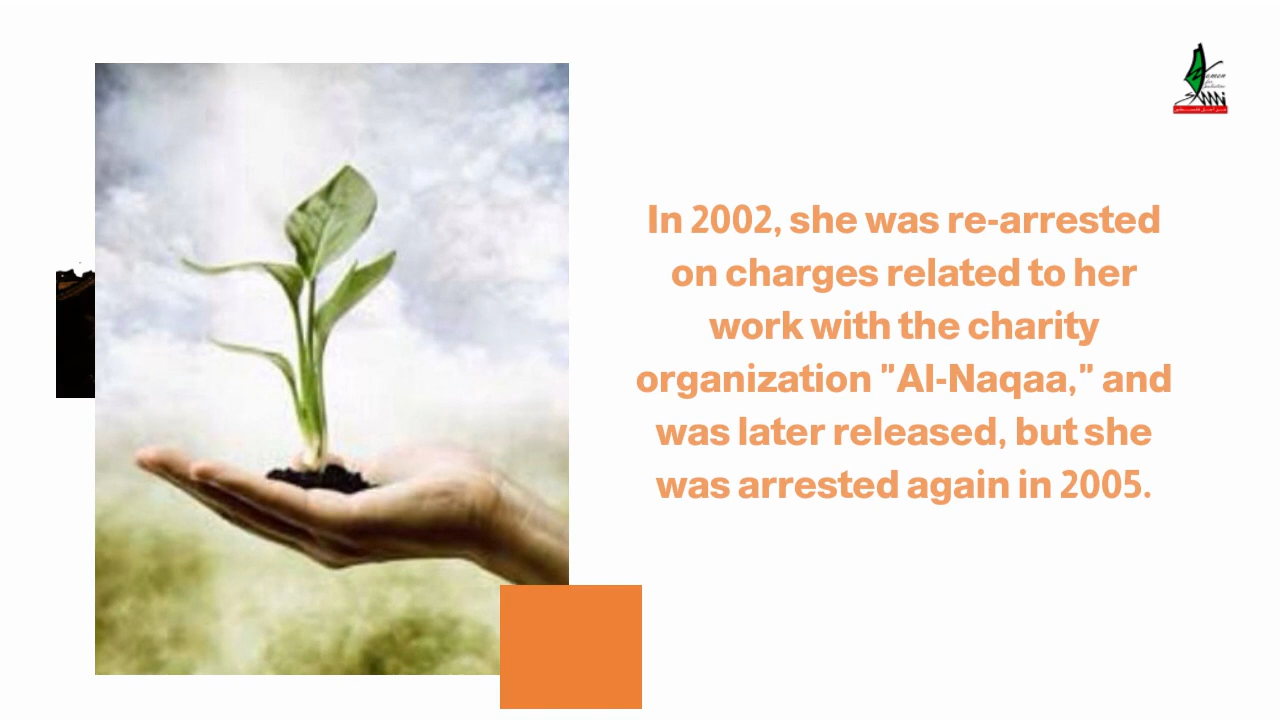 In 2002, she was re-arrested
on charges related to her
work with the charity
organization "Al-Naqaa," and
was later released, but she
was arrested again in 2005.